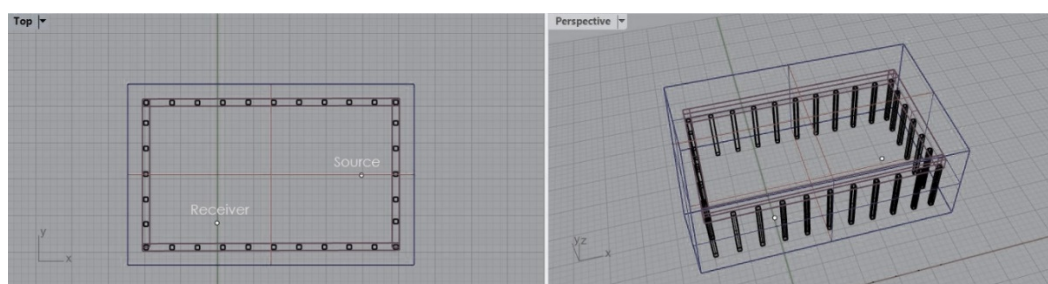 Top
Perspective
Source
Receiver
y
x
y z
x